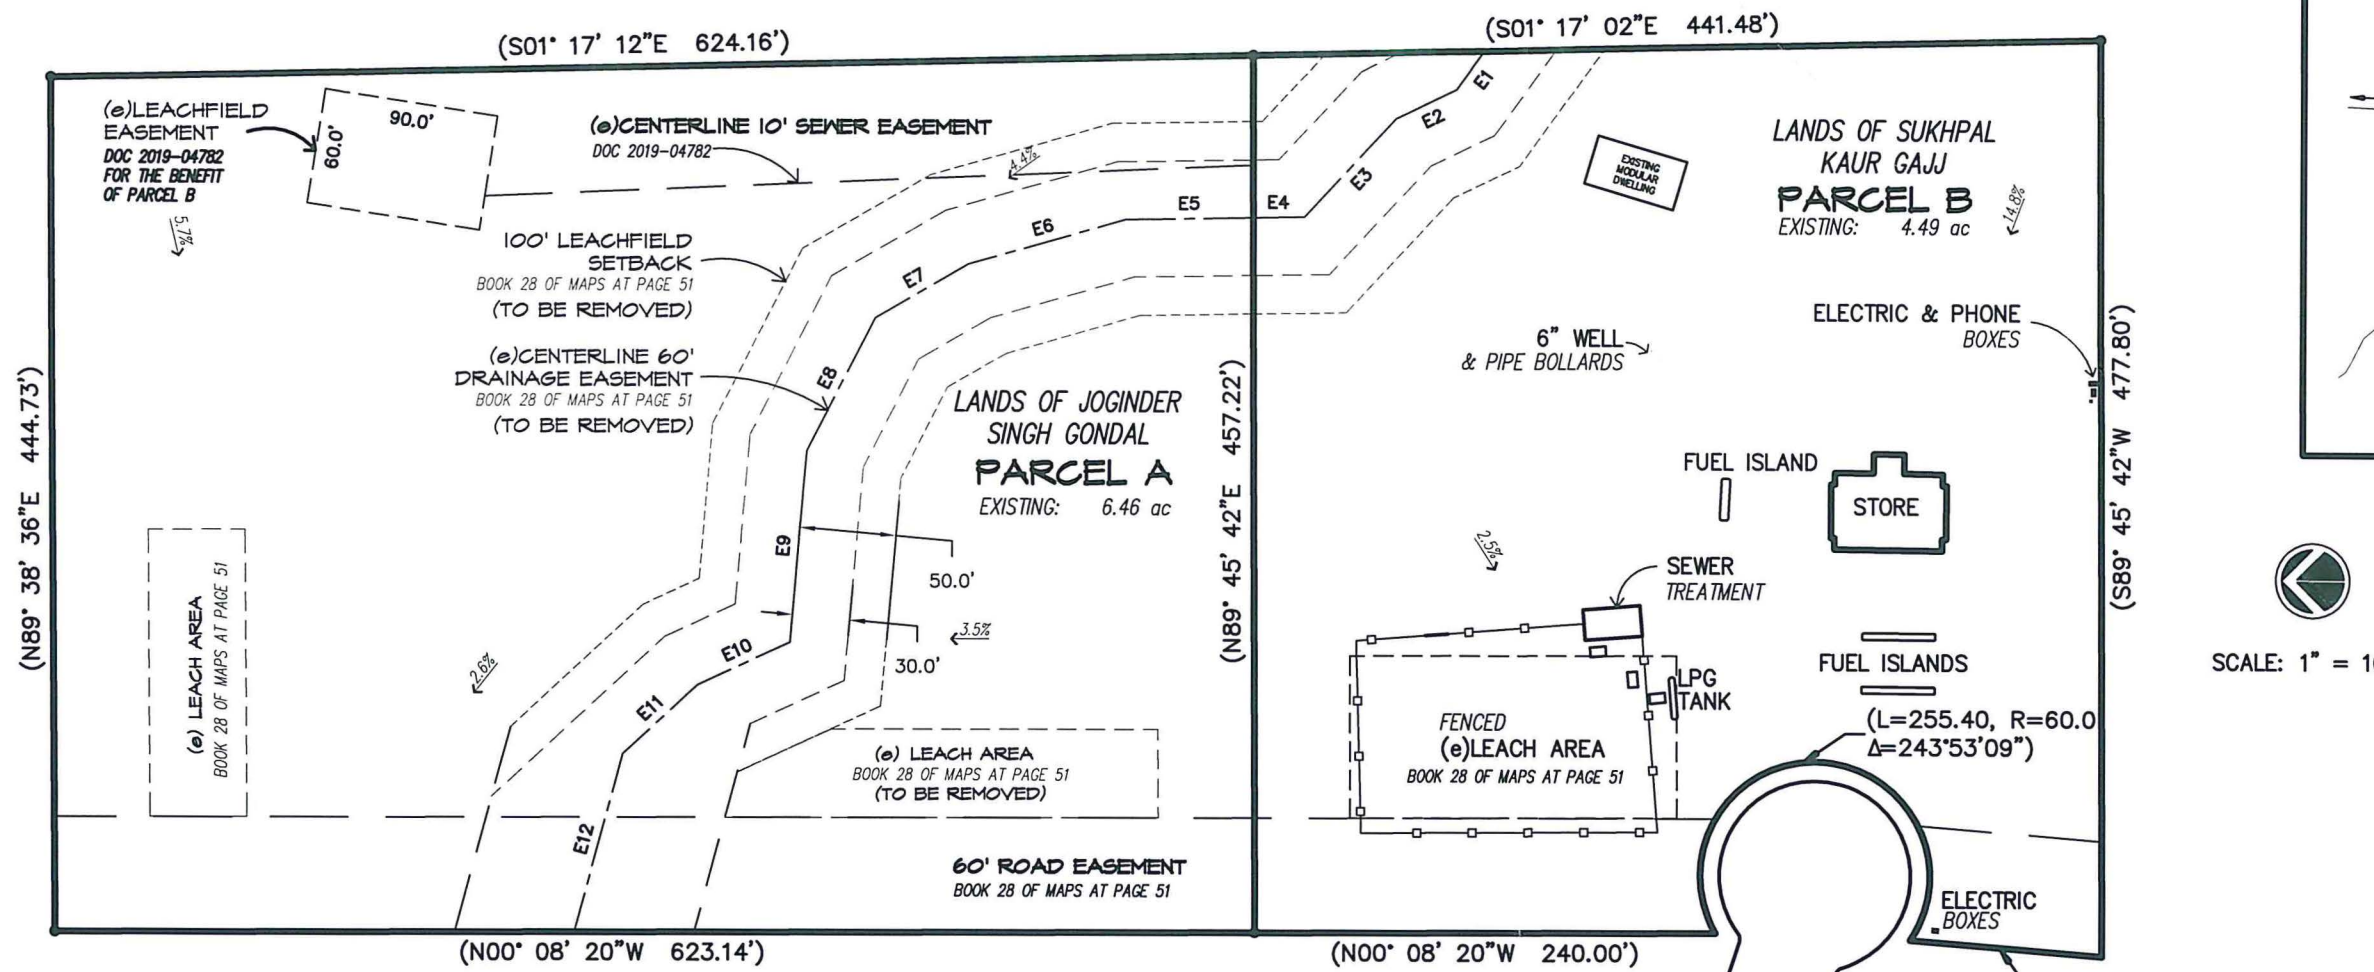 (S01° 17' 12"E 624.16')
(S01° 17' 02"E 441.48')
(e)LEACHFIELD
EASEMENT
DOC 2019-04782
FOR THE BENEFIT
OF PARCEL B
60.0'
90.0'
(e)CENTERLINE 10' SEWER EASEMENT
DOC 2019-04782
4.4%
5.7%
100' LEACHFIELD
SETBACK
BOOK 28 OF MAPS AT PAGE 51
(TO BE REMOVED)
(e)CENTERLINE 60'
DRAINAGE EASEMENT
BOOK 28 OF MAPS AT PAGE 51
(TO BE REMOVED)
E1
E2
E3
E4
E5
E6
E7
E8
E9
E10
E11
E12
EXISTING
MODULAR
DWELLING
LANDS OF SUKHPAL
KAUR GAJJ
PARCEL B
EXISTING: 4.49 ac
14.8%
ELECTRIC & PHONE
BOXES
6" WELL
& PIPE BOLLARDS
LANDS OF JOGINDER
SINGH GONDAL
PARCEL A
EXISTING: 6.46 ac
(N89° 38' 36"E 444.73')
(N89° 45' 42"E 457.22')
(S89° 45' 42"W 477.80')
FUEL ISLAND
STORE
2.5%
SEWER
TREATMENT
50.0'
30.0'
3.5%
2.6%
(e) LEACH AREA
BOOK 28 OF MAPS AT PAGE 51
FUEL ISLANDS
LPG
TANK
SCALE: 1" = 1
(L=255.40, R=60.0
Δ=243°53'09")
FENCED
(e)LEACH AREA
BOOK 28 OF MAPS AT PAGE 51
(e) LEACH AREA
BOOK 28 OF MAPS AT PAGE 51
(TO BE REMOVED)
60' ROAD EASEMENT
BOOK 28 OF MAPS AT PAGE 51
ELECTRIC
BOXES
(N00° 08' 20"W 623.14')
(N00° 08' 20"W 240.00')